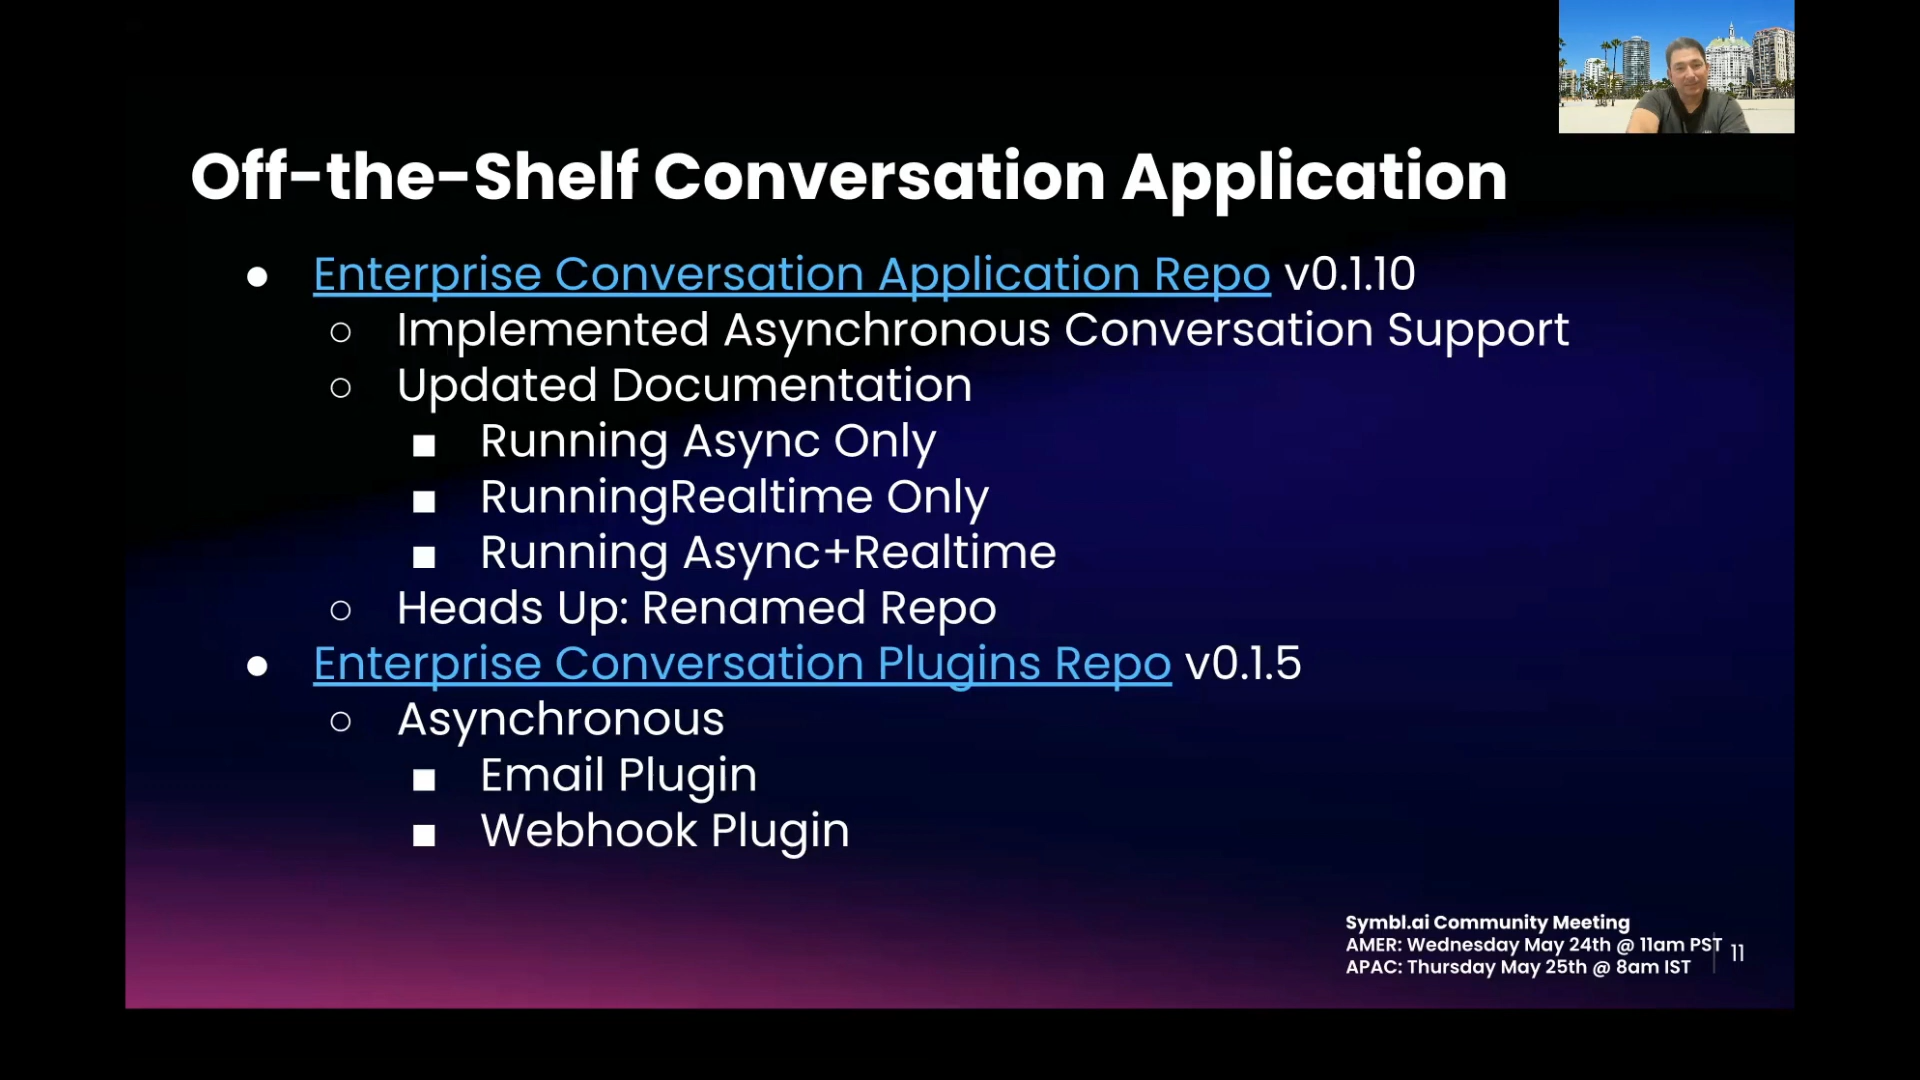 Off-the-Shelf Conversation Application
● Enterprise Conversation Application Repo v0.1.10
○ Implemented Asynchronous Conversation Support
○ Updated Documentation
■ Running Async Only
■ RunningRealtime Only
■ Running Async+Realtime
○ Heads Up: Renamed Repo
● Enterprise Conversation Plugins Repo v0.1.5
○ Asynchronous
■ Email Plugin
■ Webhook Plugin
Symbl.ai Community Meeting
AMER: Wednesday May 24th @ 11am PST
APAC: Thursday May 25th @ 8am IST
11